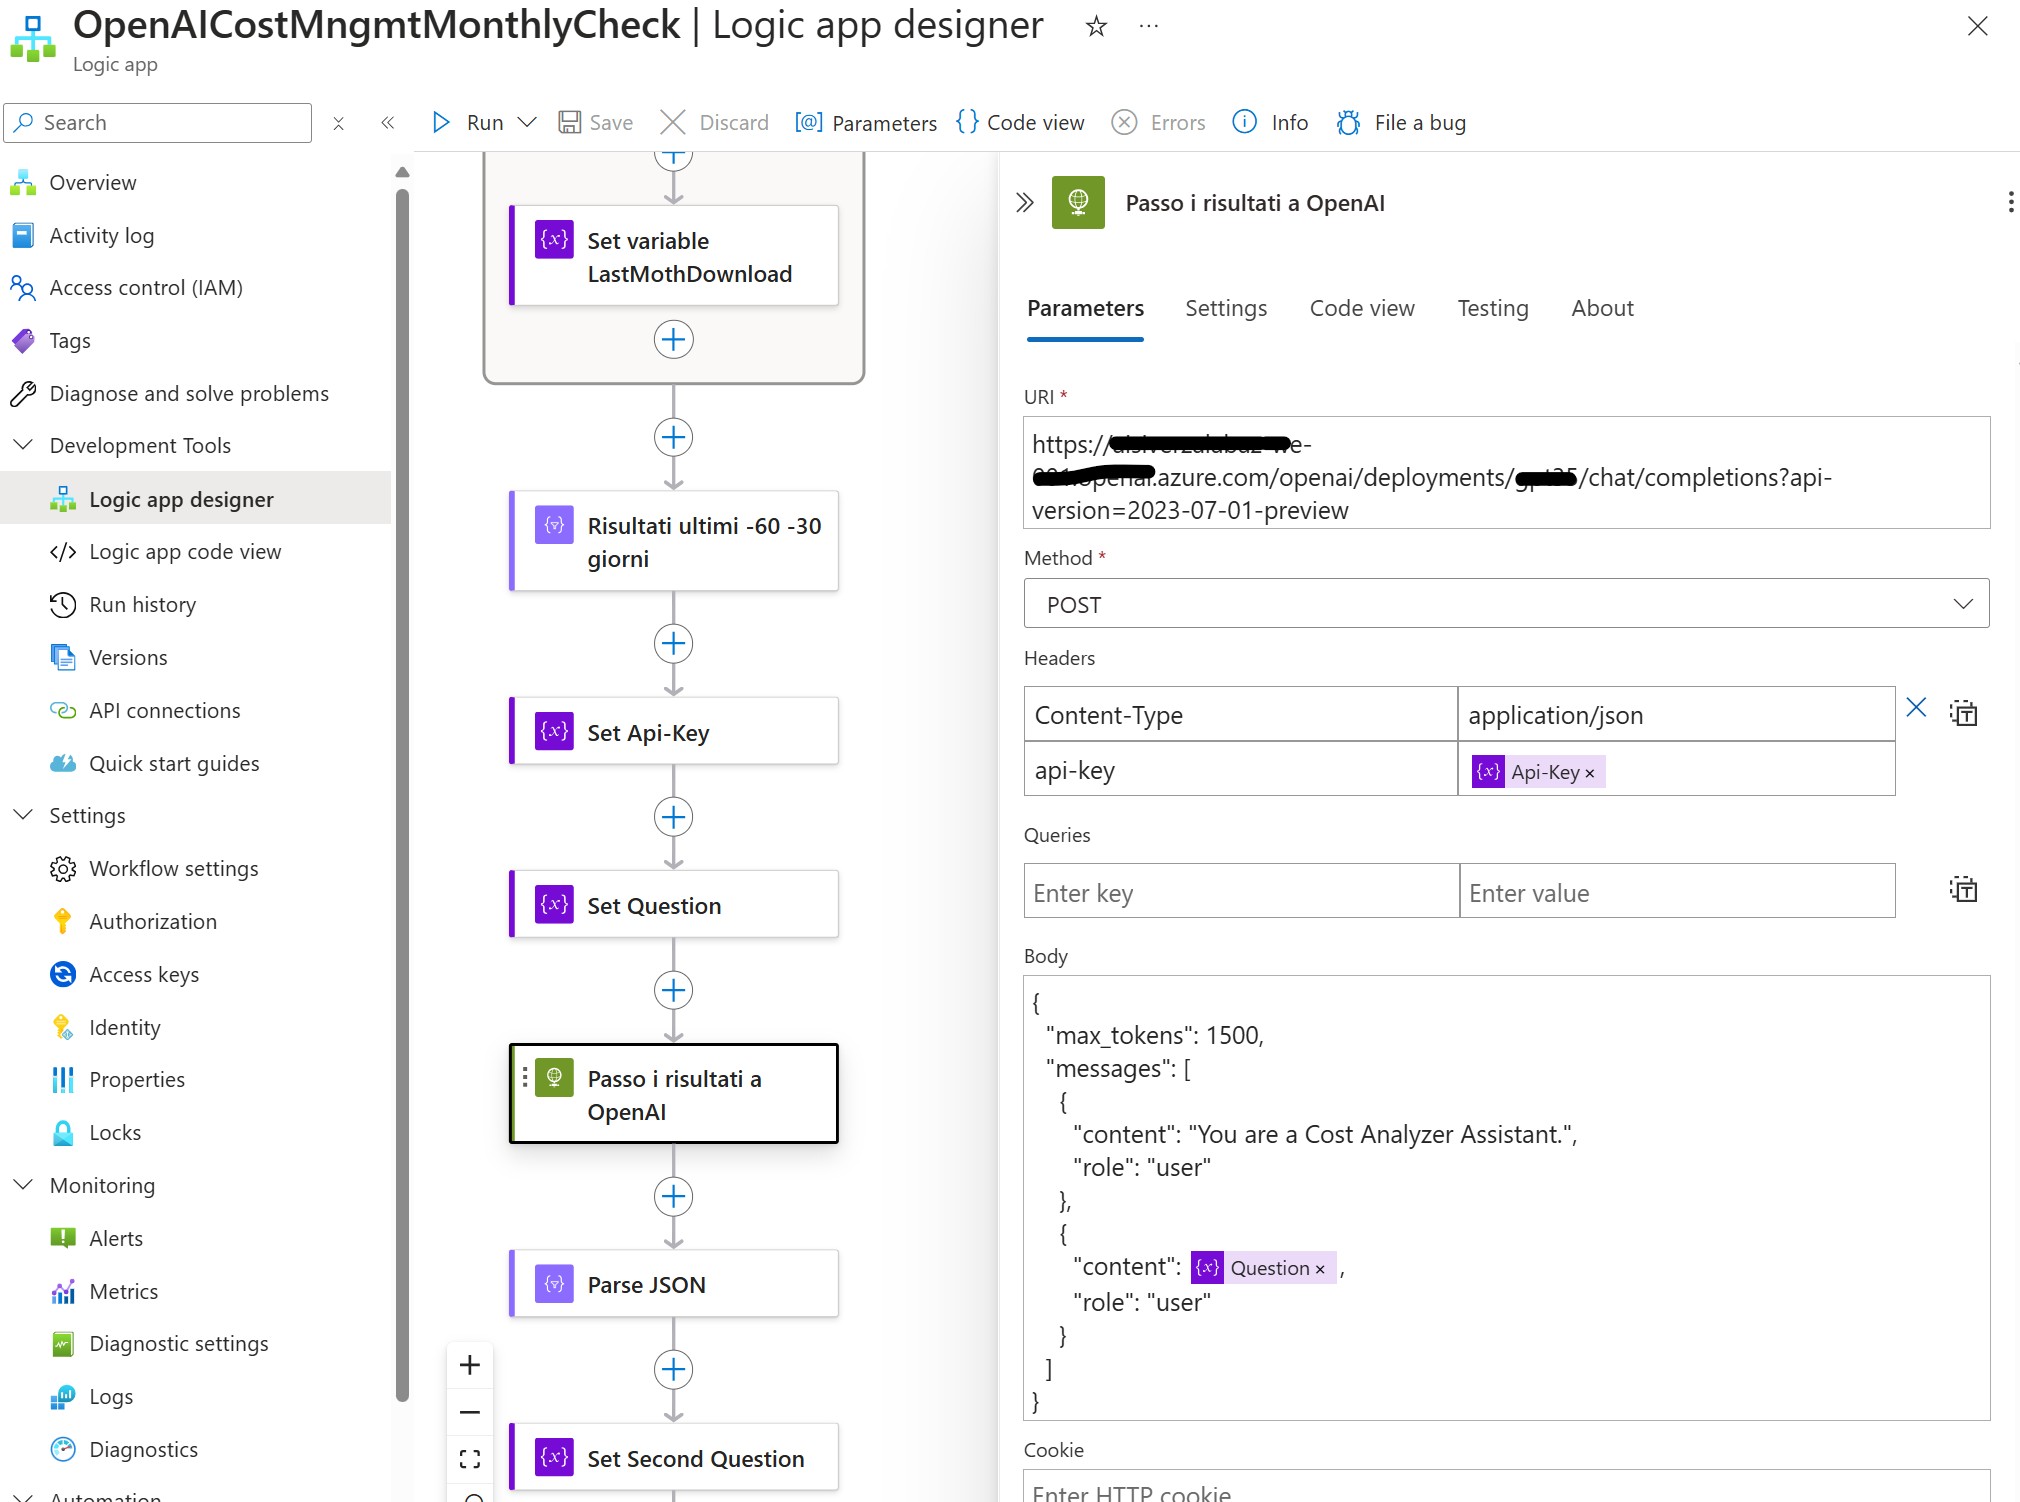 OpenAICostMngmtMonthlyCheck | Logic app designer
Logic app
Search
Run
Save
Discard
Parameters
Code view
Errors
Info
File a bug
Overview
Activity log
Access control (IAM)
Tags
Diagnose and solve problems
Development Tools
Logic app designer
Logic app code view
Run history
Versions
API connections
Quick start guides
Settings
Workflow settings
Authorization
Access keys
Identity
Properties
Locks
Monitoring
Alerts
Metrics
Diagnostic settings
Logs
Diagnostics
Automation
Set variable
LastMothDownload
Risultati ultimi -60 -30
giorni
Set Api-Key
Set Question
Passo i risultati a
OpenAI
Parse JSON
Set Second Question
Passo i risultati a OpenAI
Parameters
Settings
Code view
Testing
About
URI *
https:// e-
.azure.com/openai/deployments/ /chat/completions?api-
version=2023-07-01-preview
Method *
POST
Headers
Content-Type
application/json
api-key
Api-Key ×
Queries
Enter key
Enter value
Body
{
"max_tokens": 1500,
"messages": [
{
"content": "You are a Cost Analyzer Assistant.",
"role": "user"
},
{
"content": Question × ,
"role": "user"
}
]
}
Cookie
Enter HTTP cookie